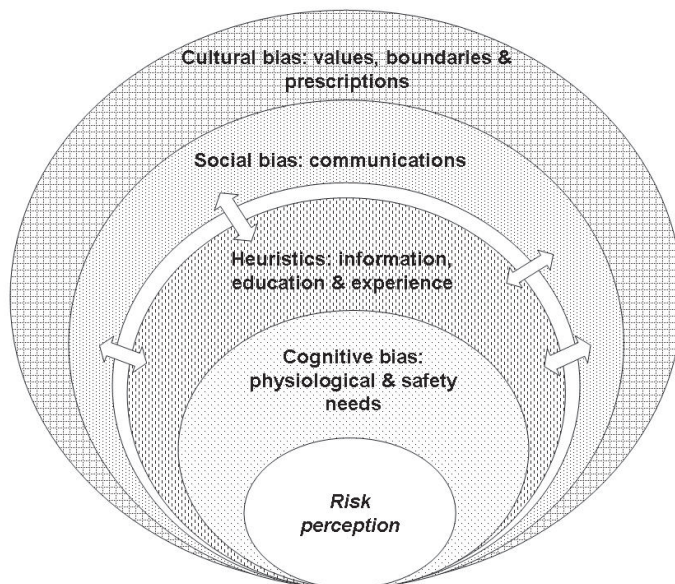 Cultural bias: values, boundaries &
prescriptions
Social bias: communications
Heuristics: information,
education & experience
Cognitive bias:
physiological & safety
needs
Risk
perception